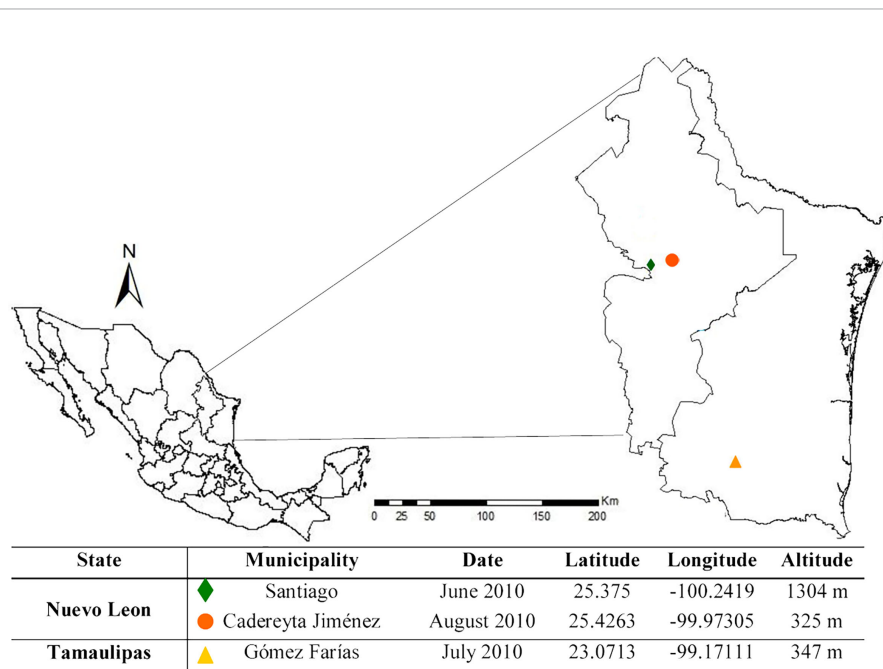 N
Km
0 25 50 100 150 200
State Municipality Date Latitude Longitude Altitude
Nuevo Leon
Santiago June 2010 25.375 -100.2419 1304 m
Cadereyta Jiménez August 2010 25.4263 -99.97305 325 m
Tamaulipas Gómez Farías July 2010 23.0713 -99.17111 347 m